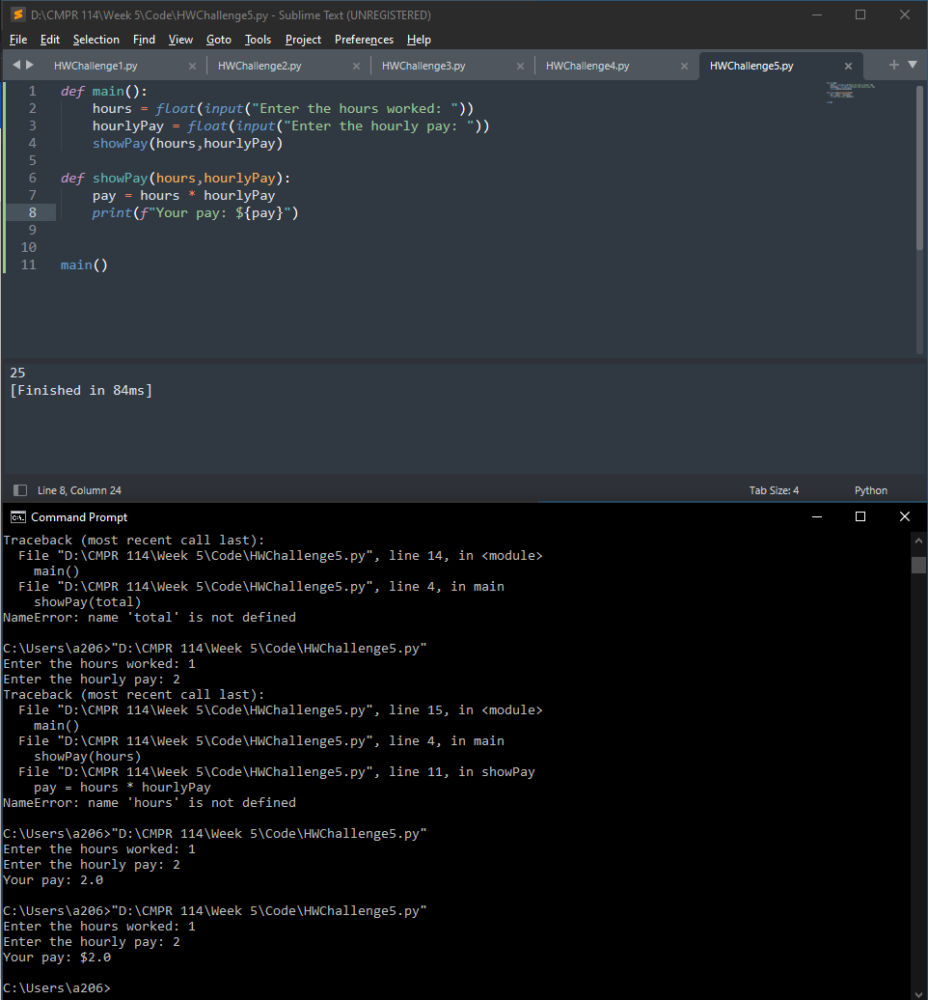 D:\CMPR 114\Week 5\Code\HWChallenge5.py - Sublime Text (UNREGISTERED)
File Edit Selection Find View Goto Tools Project Preferences Help
HWChallenge1.py HWChallenge2.py HWChallenge3.py HWChallenge4.py HWChallenge5.py
1 def main():
2     hours = float(input("Enter the hours worked: "))
3     hourlyPay = float(input("Enter the hourly pay: "))
4     showPay(hours,hourlyPay)
5
6 def showPay(hours,hourlyPay):
7     pay = hours * hourlyPay
8     print(f"Your pay: ${pay}")
9
10
11 main()
25
[Finished in 84ms]
Line 8, Column 24 Tab Size: 4 Python
Command Prompt
Traceback (most recent call last):
  File "D:\CMPR 114\Week 5\Code\HWChallenge5.py", line 14, in <module>
    main()
  File "D:\CMPR 114\Week 5\Code\HWChallenge5.py", line 4, in main
    showPay(total)
NameError: name 'total' is not defined
C:\Users\a206>"D:\CMPR 114\Week 5\Code\HWChallenge5.py"
Enter the hours worked: 1
Enter the hourly pay: 2
Traceback (most recent call last):
  File "D:\CMPR 114\Week 5\Code\HWChallenge5.py", line 15, in <module>
    main()
  File "D:\CMPR 114\Week 5\Code\HWChallenge5.py", line 4, in main
    showPay(hours)
  File "D:\CMPR 114\Week 5\Code\HWChallenge5.py", line 11, in showPay
    pay = hours * hourlyPay
NameError: name 'hours' is not defined
C:\Users\a206>"D:\CMPR 114\Week 5\Code\HWChallenge5.py"
Enter the hours worked: 1
Enter the hourly pay: 2
Your pay: 2.0
C:\Users\a206>"D:\CMPR 114\Week 5\Code\HWChallenge5.py"
Enter the hours worked: 1
Enter the hourly pay: 2
Your pay: $2.0
C:\Users\a206>